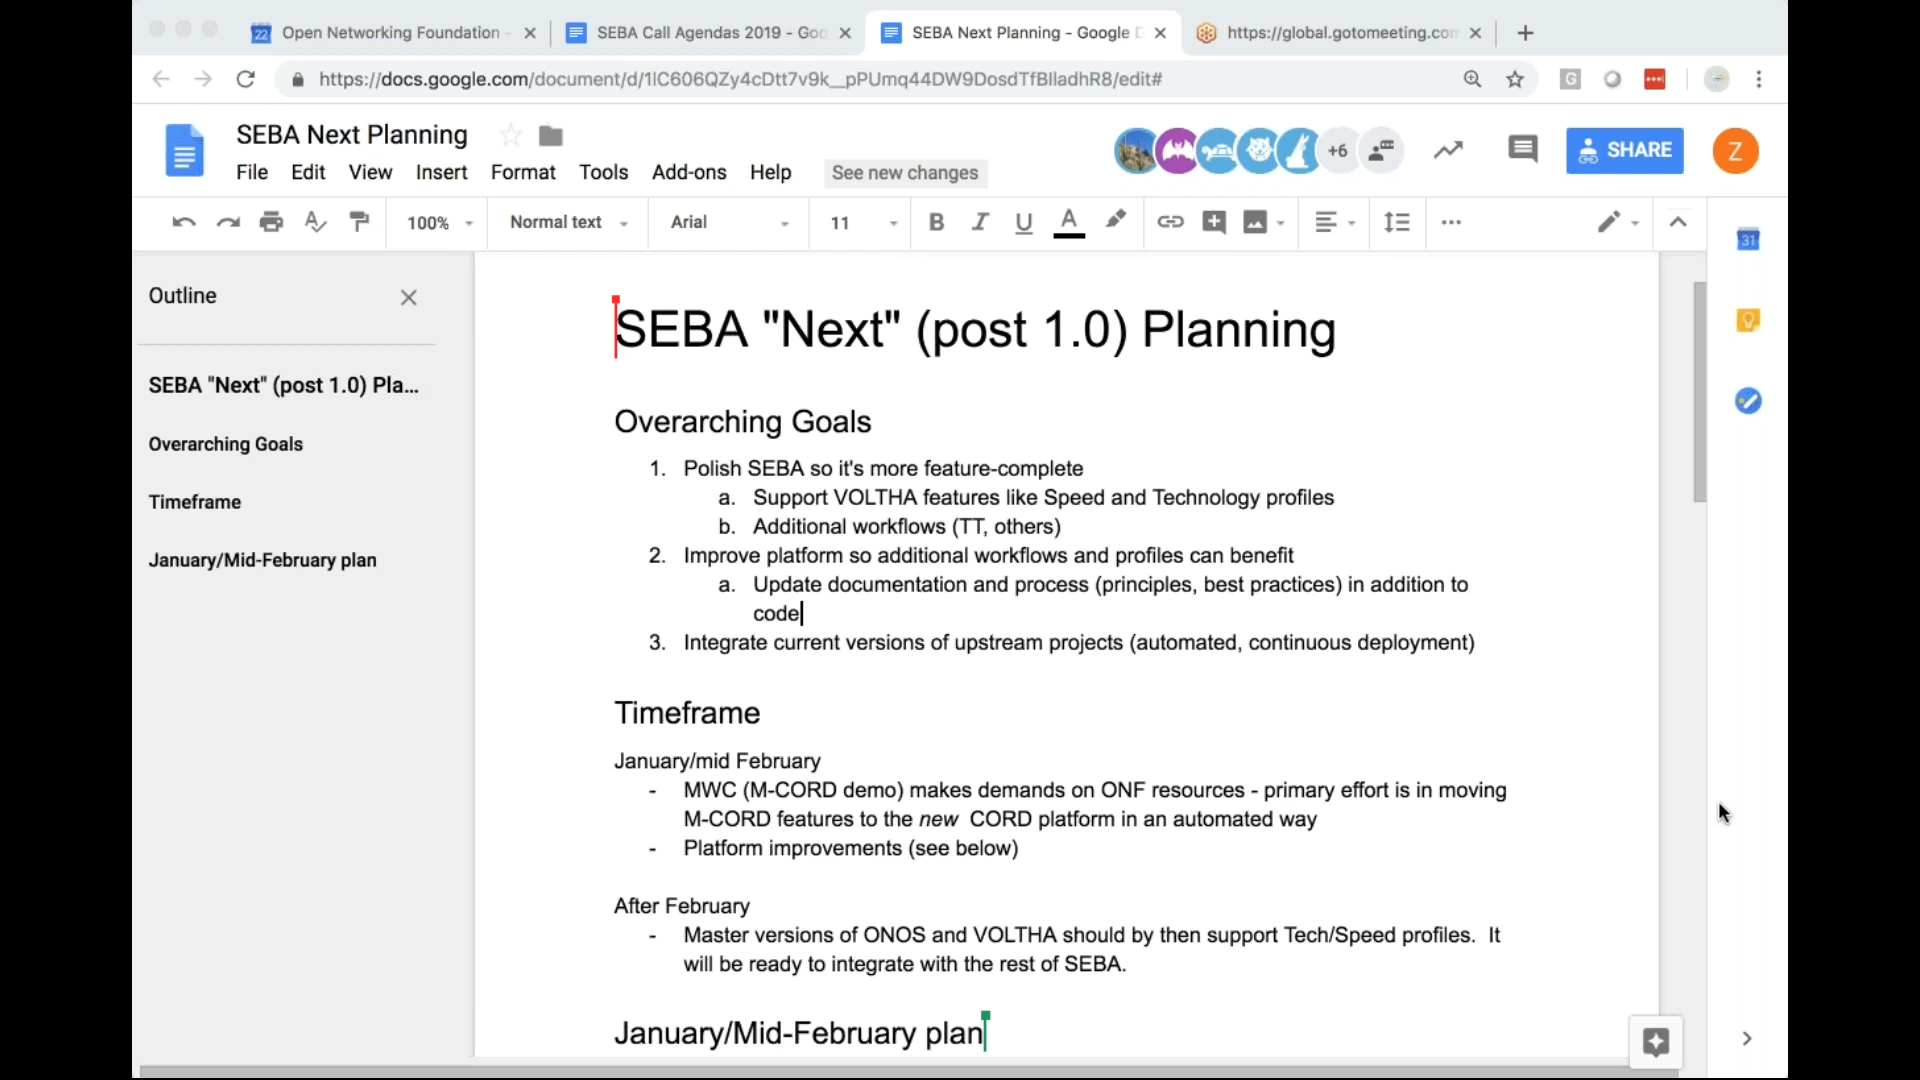 22 Open Networking Foundation -
SEBA Call Agendas 2019 - Goo
SEBA Next Planning - Google D
https://global.gotomeeting.com
https://docs.google.com/document/d/1lC606QZy4cDtt7v9k__pPUmq44DW9DosdTfBlladhR8/edit#
SEBA Next Planning
+6
SHARE
Z
File Edit View Insert Format Tools Add-ons Help See new changes
100% Normal text Arial 11 B I U A
31
Outline
SEBA "Next" (post 1.0) Pla...
Overarching Goals
Timeframe
January/Mid-February plan
SEBA "Next" (post 1.0) Planning
Overarching Goals
1. Polish SEBA so it's more feature-complete
a. Support VOLTHA features like Speed and Technology profiles
b. Additional workflows (TT, others)
2. Improve platform so additional workflows and profiles can benefit
a. Update documentation and process (principles, best practices) in addition to
code
3. Integrate current versions of upstream projects (automated, continuous deployment)
Timeframe
January/mid February
- MWC (M-CORD demo) makes demands on ONF resources - primary effort is in moving
M-CORD features to the new CORD platform in an automated way
- Platform improvements (see below)
After February
- Master versions of ONOS and VOLTHA should by then support Tech/Speed profiles. It
will be ready to integrate with the rest of SEBA.
January/Mid-February plan